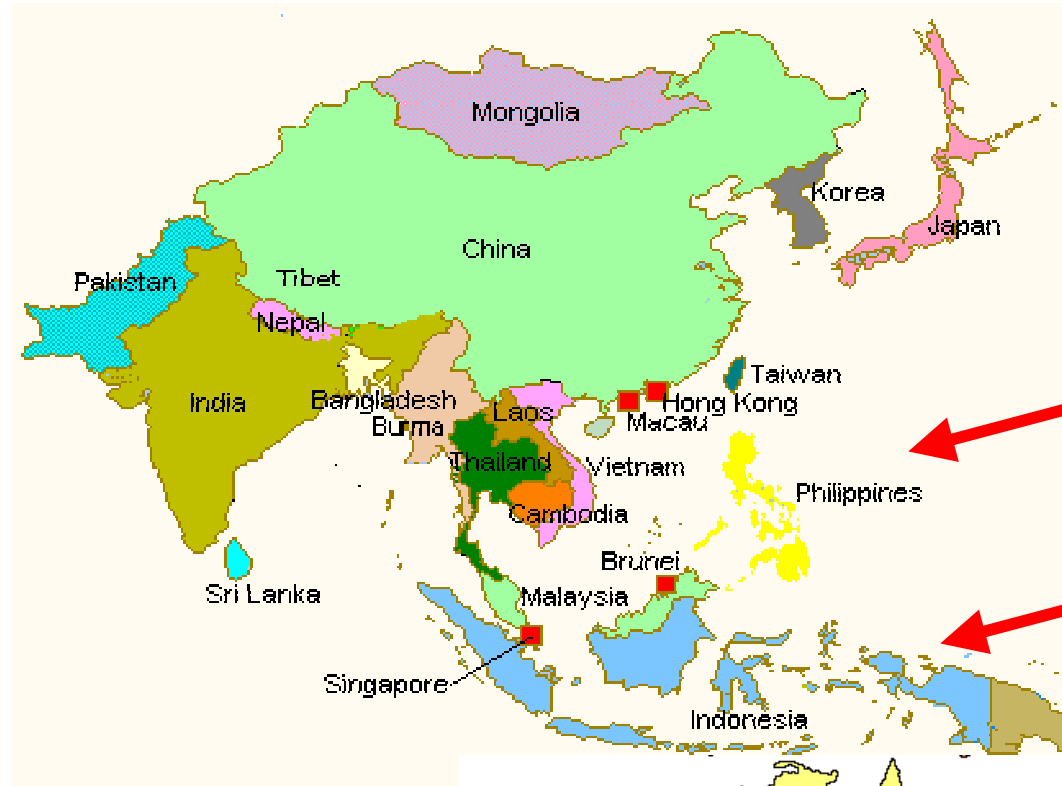 Mongolia
Korea
Japan
China
Pakistan
Tibet
Nepal
Taiwan
India
Bangladesh
Hong Kong
Laos
Macau
Burma
Thailand
Vietnam
Philippines
Cambodia
Brunei
Sri Lanka
Malaysia
Singapore
Indonesia